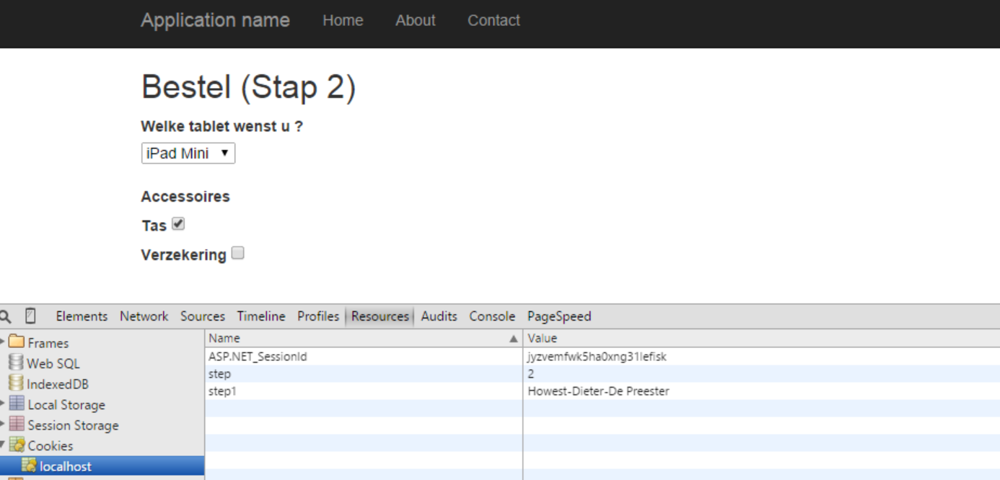 Application name Home About Contact
Bestel (Stap 2)
Welke tablet wenst u ?
iPad Mini
Accessoires
Tas
Verzekering
Elements Network Sources Timeline Profiles Resources Audits Console PageSpeed
Frames
Web SQL
IndexedDB
Local Storage
Session Storage
Cookies
localhost
Name Value
ASP.NET_SessionId jyzvemfwk5ha0xng31lefisk
step 2
step1 Howest-Dieter-De Preester